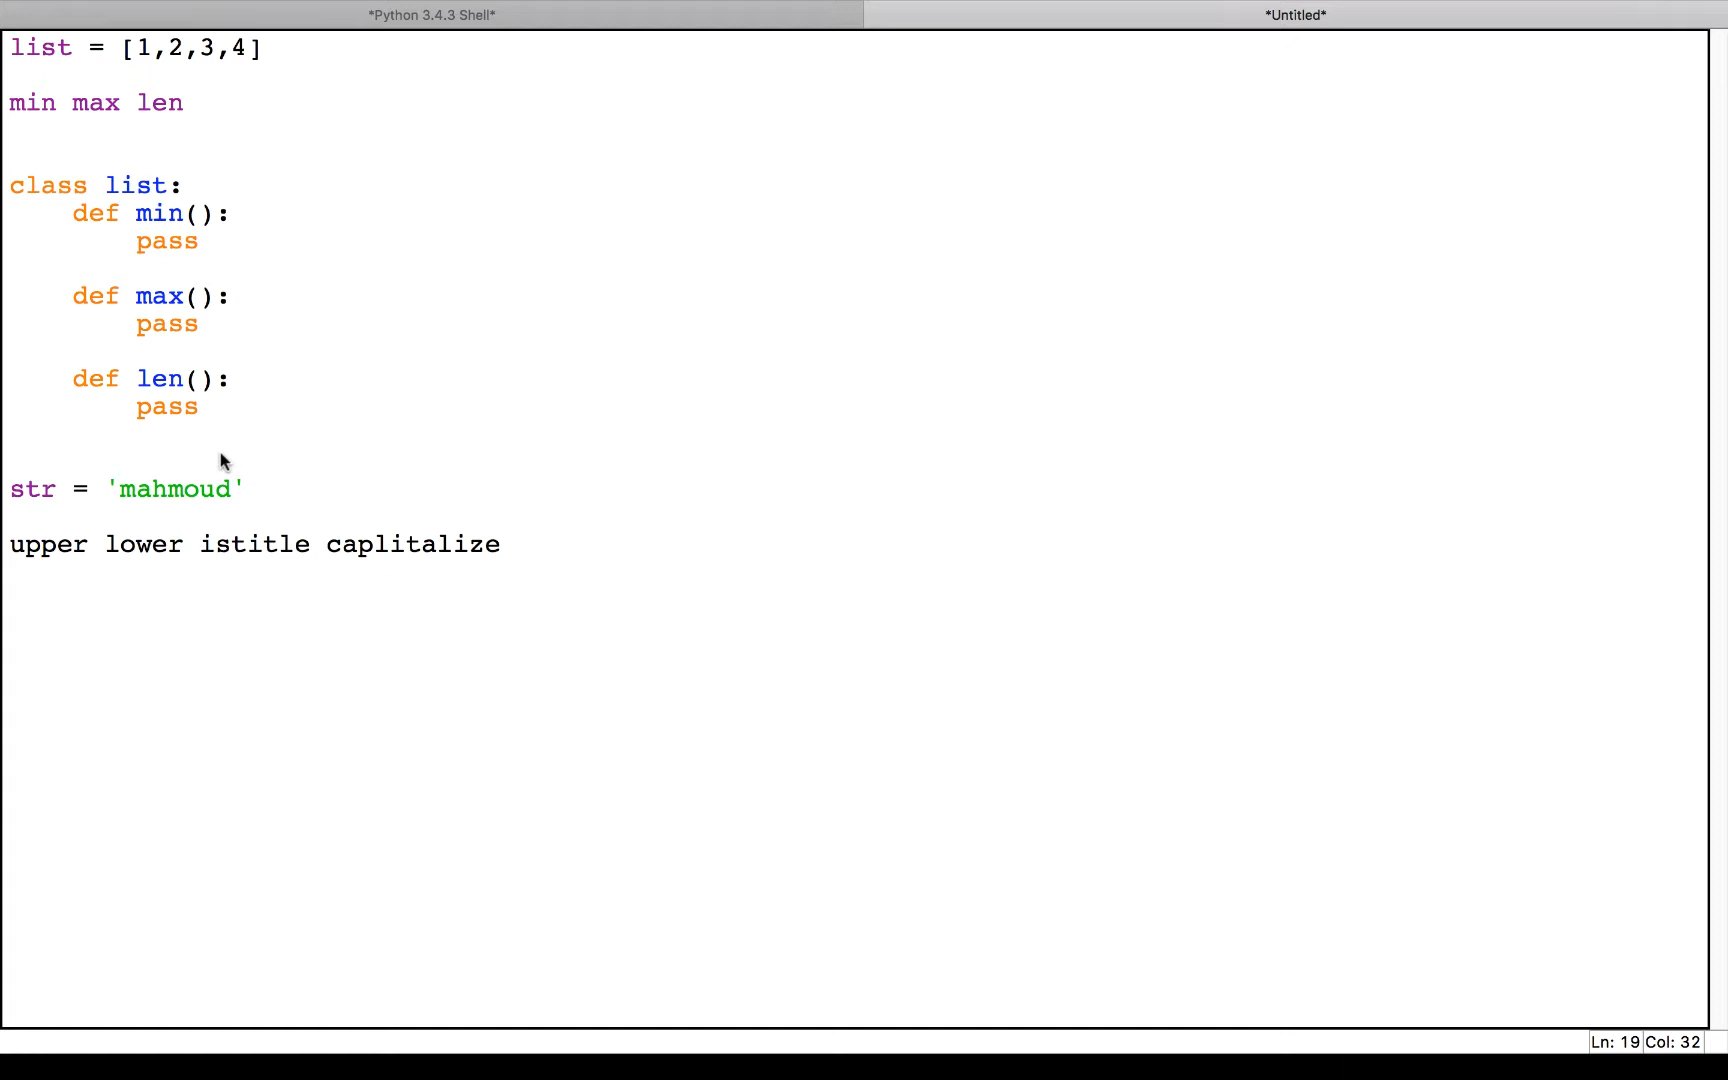 *Python 3.4.3 Shell*
*Untitled*
list = [1,2,3,4]
min max len
class list:
    def min():
        pass
    def max():
        pass
    def len():
        pass
str = 'mahmoud'
upper lower istitle caplitalize
Ln: 19 Col: 32